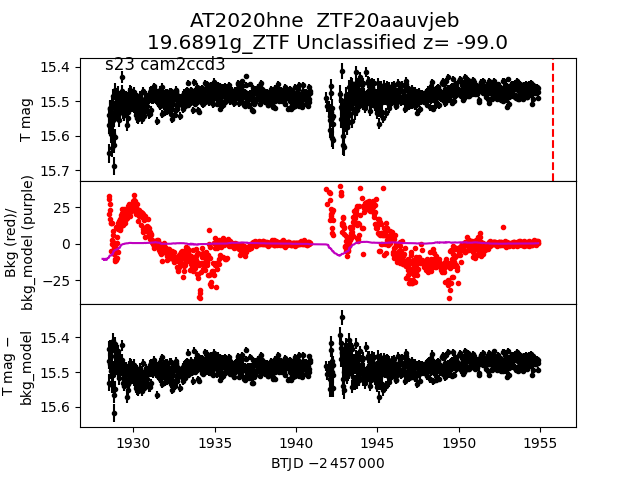 AT2020hne  ZTF20aauvjeb
19.6891g_ZTF Unclassified z= -99.0
s23 cam2ccd3
T mag
15.4
15.5
15.6
15.7
Bkg (red)/
bkg_model (purple)
25
0
−25
T mag −
bkg_model
15.4
15.5
15.6
1930
1935
1940
1945
1950
1955
BTJD −2 457 000